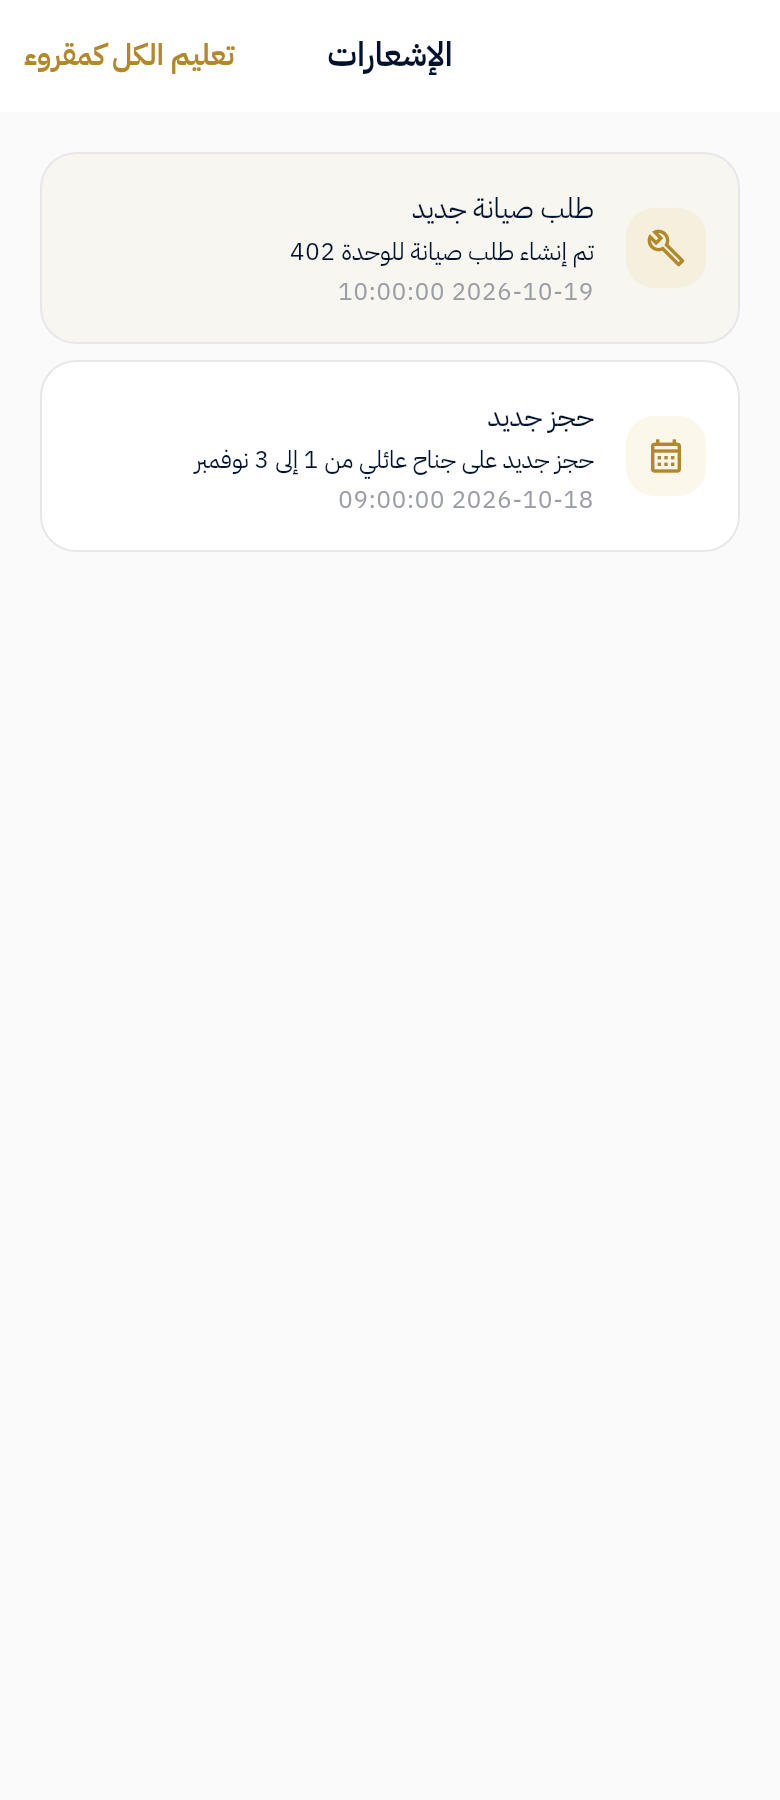 الإشعارات
تعليم الكل كمقروء
طلب صيانة جديد
تم إنشاء طلب صيانة للوحدة 402
2026-10-19 10:00:00
حجز جديد
حجز جديد على جناح عائلي من 1 إلى 3 نوفمبر
2026-10-18 09:00:00